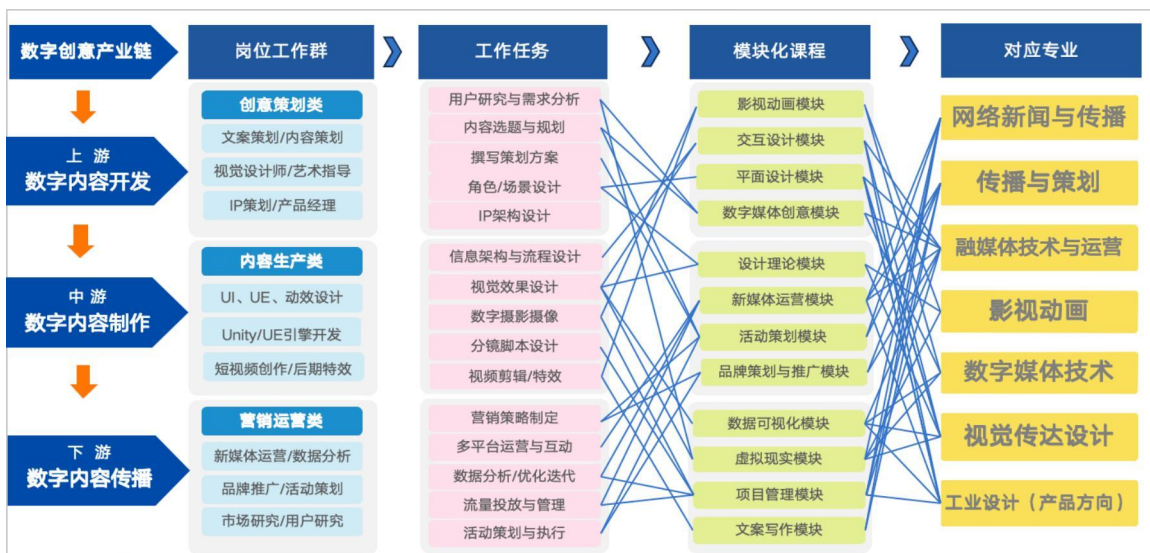 数字创意产业链
岗位工作群
工作任务
模块化课程
对应专业
上 游
数字内容开发
中 游
数字内容制作
下 游
数字内容传播
创意策划类
文案策划/内容策划
视觉设计师/艺术指导
IP策划/产品经理
内容生产类
UI、UE、动效设计
Unity/UE引擎开发
短视频创作/后期特效
营销运营类
新媒体运营/数据分析
品牌推广/活动策划
市场研究/用户研究
用户研究与需求分析
内容选题与规划
撰写策划方案
角色/场景设计
IP架构设计
信息架构与流程设计
视觉效果设计
数字摄影摄像
分镜脚本设计
视频剪辑/特效
营销策略制定
多平台运营与互动
数据分析/优化迭代
流量投放与管理
活动策划与执行
影视动画模块
交互设计模块
平面设计模块
数字媒体创意模块
设计理论模块
新媒体运营模块
活动策划模块
品牌策划与推广模块
数据可视化模块
虚拟现实模块
项目管理模块
文案写作模块
网络新闻与传播
传播与策划
融媒体技术与运营
影视动画
数字媒体技术
视觉传达设计
工业设计（产品方向）